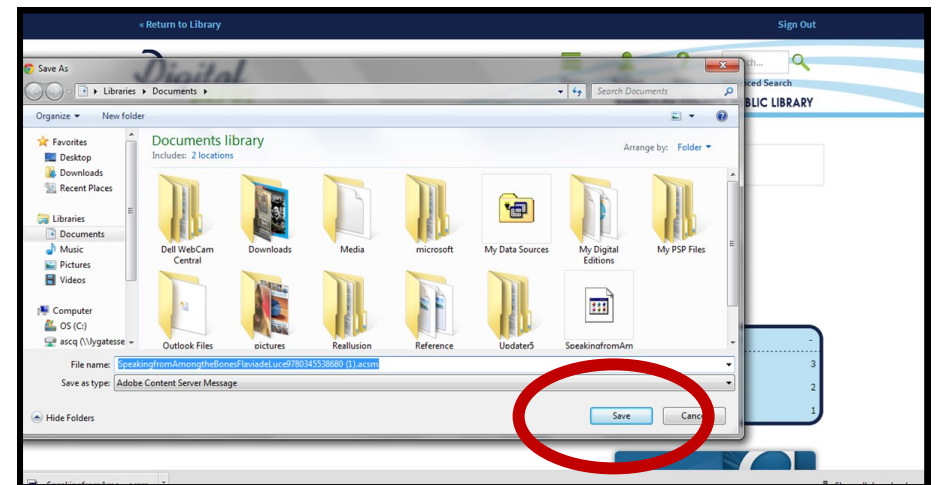 « Return to Library
Sign Out
Save As
Digital
Libraries
Documents
Search Documents
Organize
New folder
PUBLIC LIBRARY
Favorites
Desktop
Downloads
Recent Places
Libraries
Documents
Music
Pictures
Videos
Computer
OS (C:)
ascq (\\lygatesse
Documents library
Includes: 2 locations
Arrange by: Folder
Dell WebCam Central
Downloads
Media
microsoft
My Data Sources
My Digital Editions
My PSP Files
Outlook Files
pictures
Reallusion
Reference
Updater5
SpeakingfromAm
File name: SpeakingfromAmongtheBonesFlaviadeLuce9780345538680 (1).acsm
Save as type: Adobe Content Server Message
Hide Folders
Save
Cancel
-
3
2
1